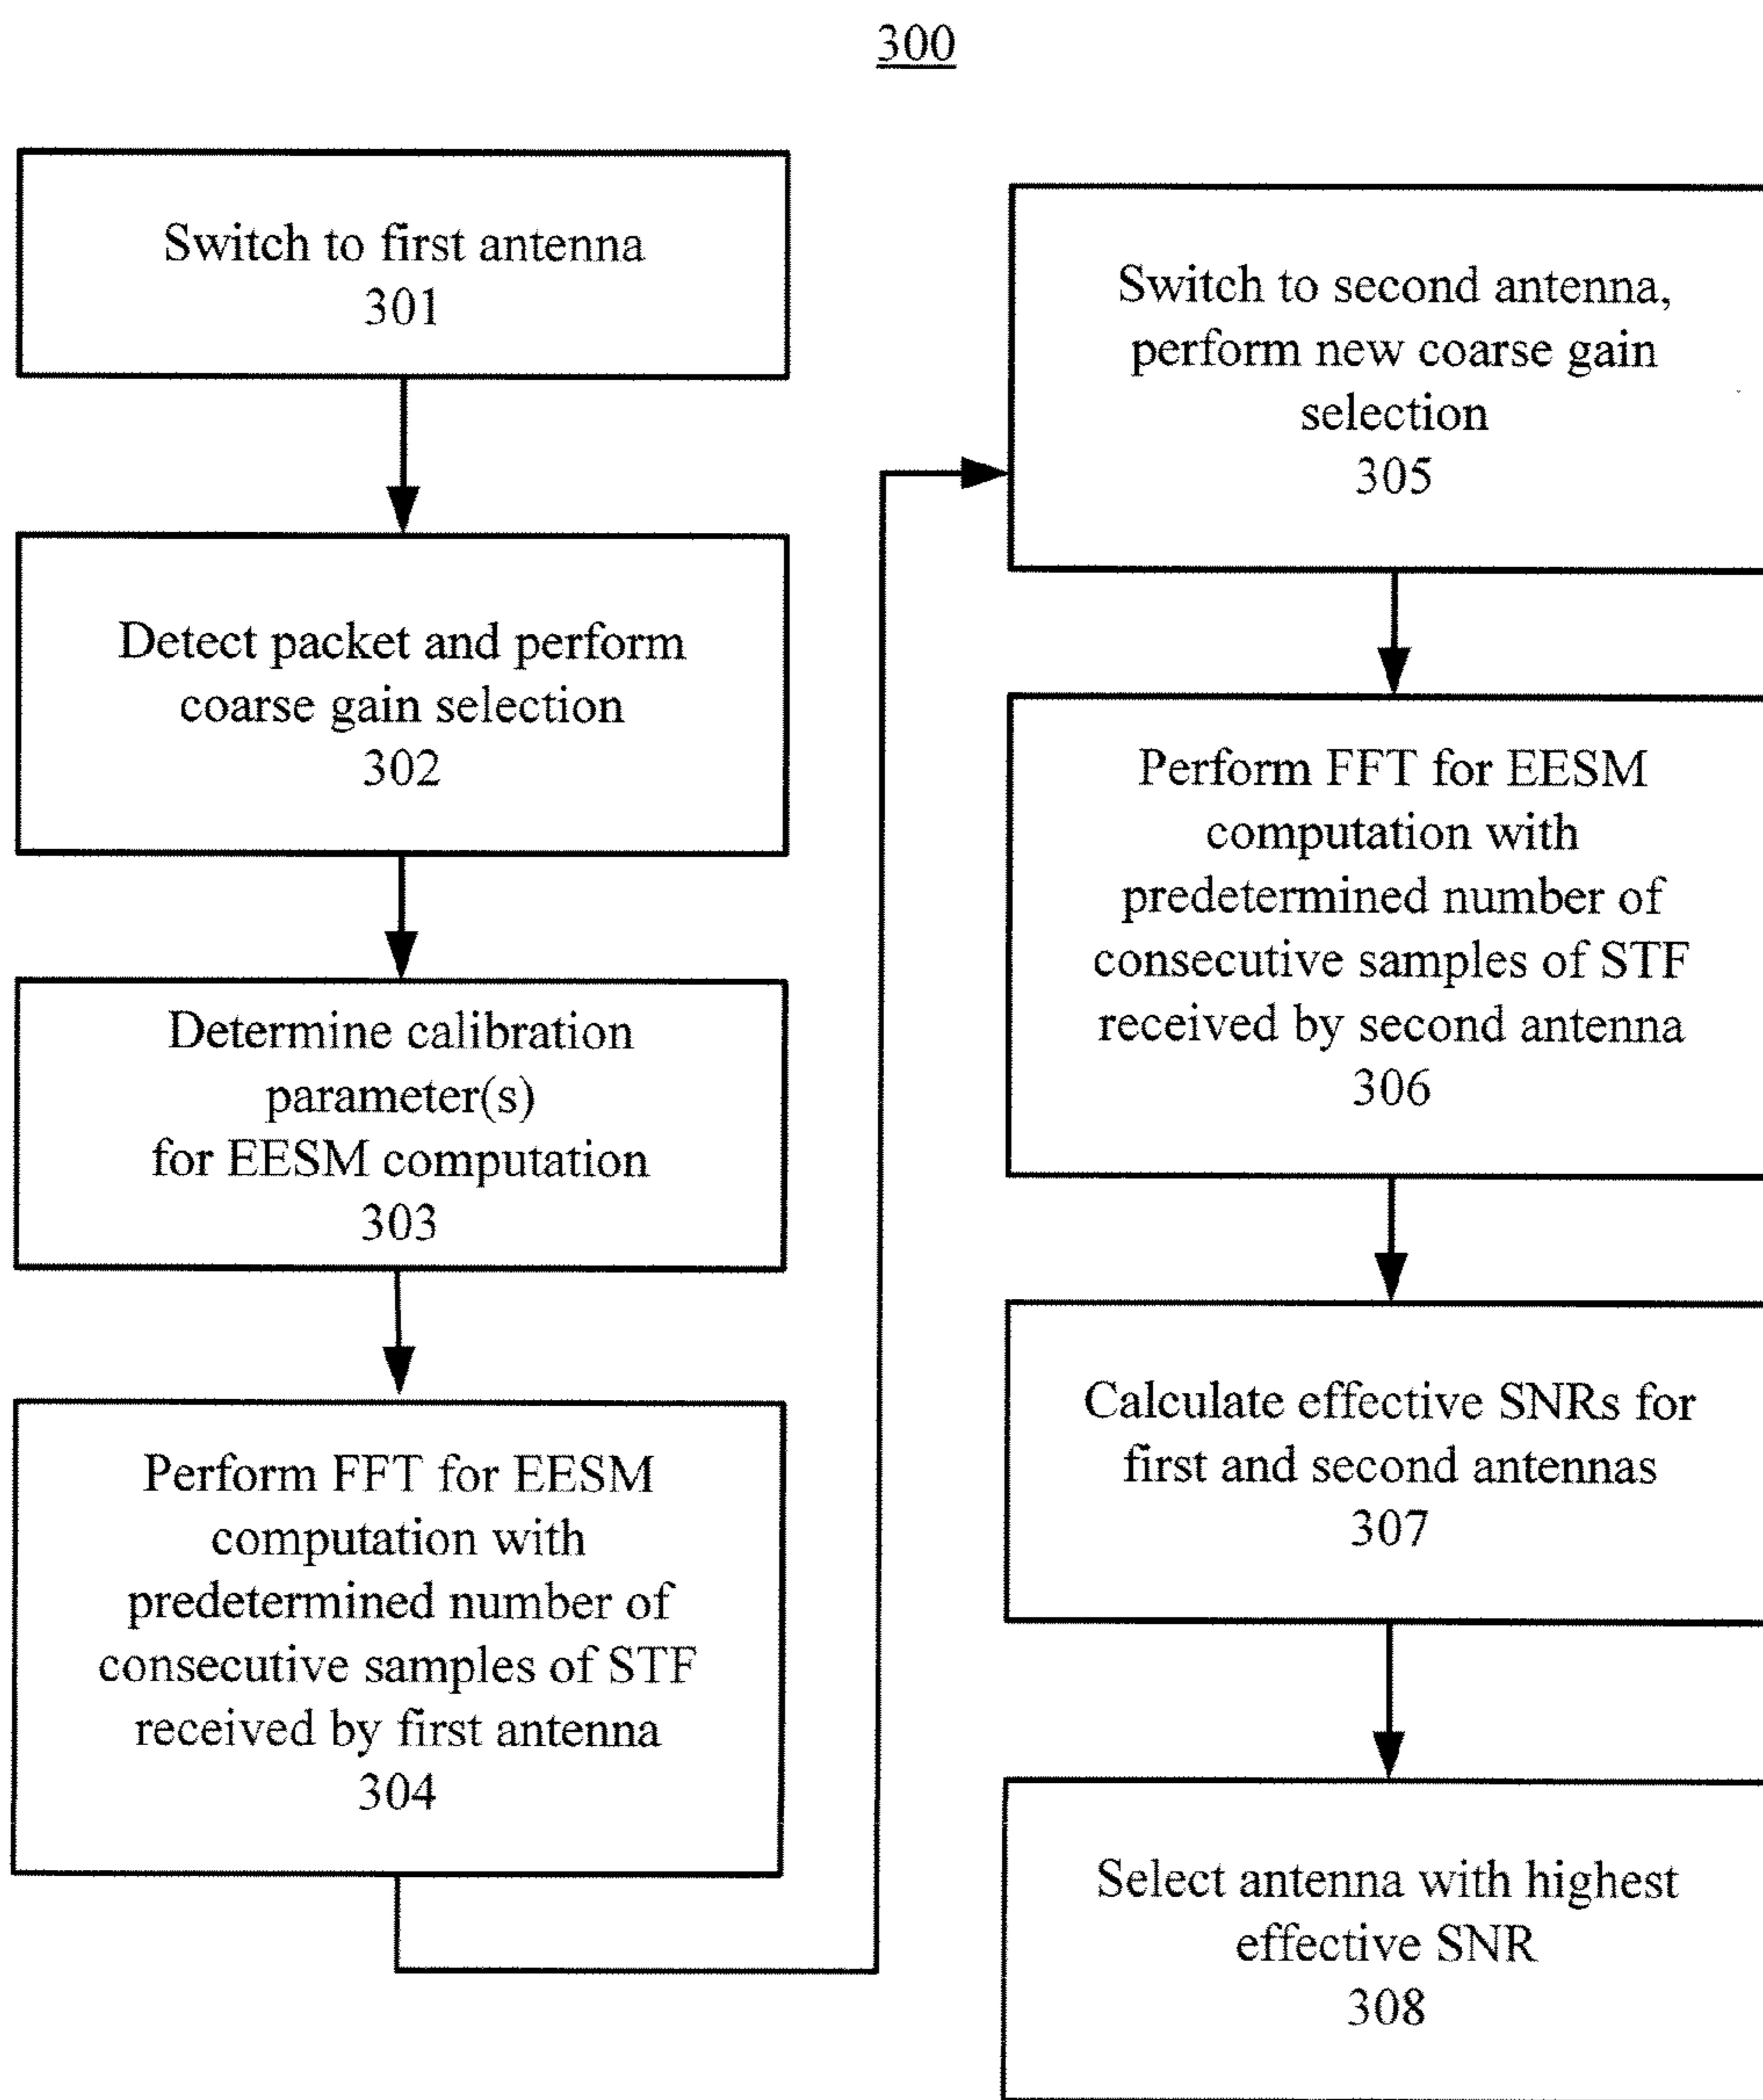 300
Switch to first antenna
301
Detect packet and perform
coarse gain selection
302
Determine calibration
parameter(s)
for EESM computation
303
Perform FFT for EESM
computation with
predetermined number of
consecutive samples of STF
received by first antenna
304
Switch to second antenna,
perform new coarse gain
selection
305
Perform FFT for EESM
computation with
predetermined number of
consecutive samples of STF
received by second antenna
306
Calculate effective SNRs for
first and second antennas
307
Select antenna with highest
effective SNR
308